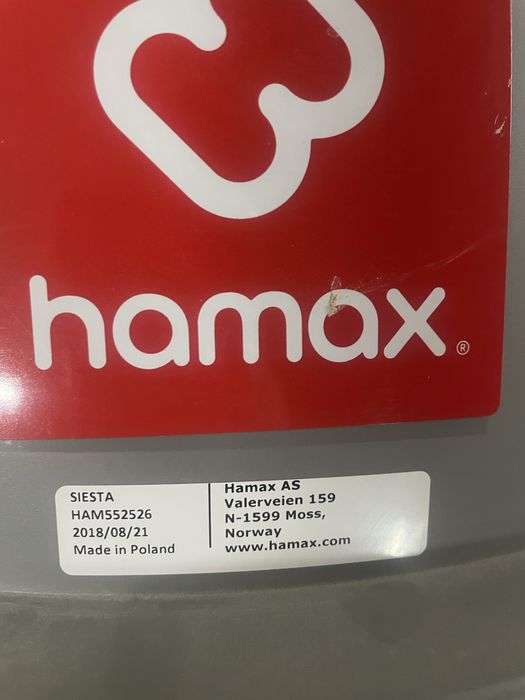 hamax®
SIESTA
HAM552526
2018/08/21
Made in Poland
Hamax AS
Valerveien 159
N-1599 Moss,
Norway
www.hamax.com